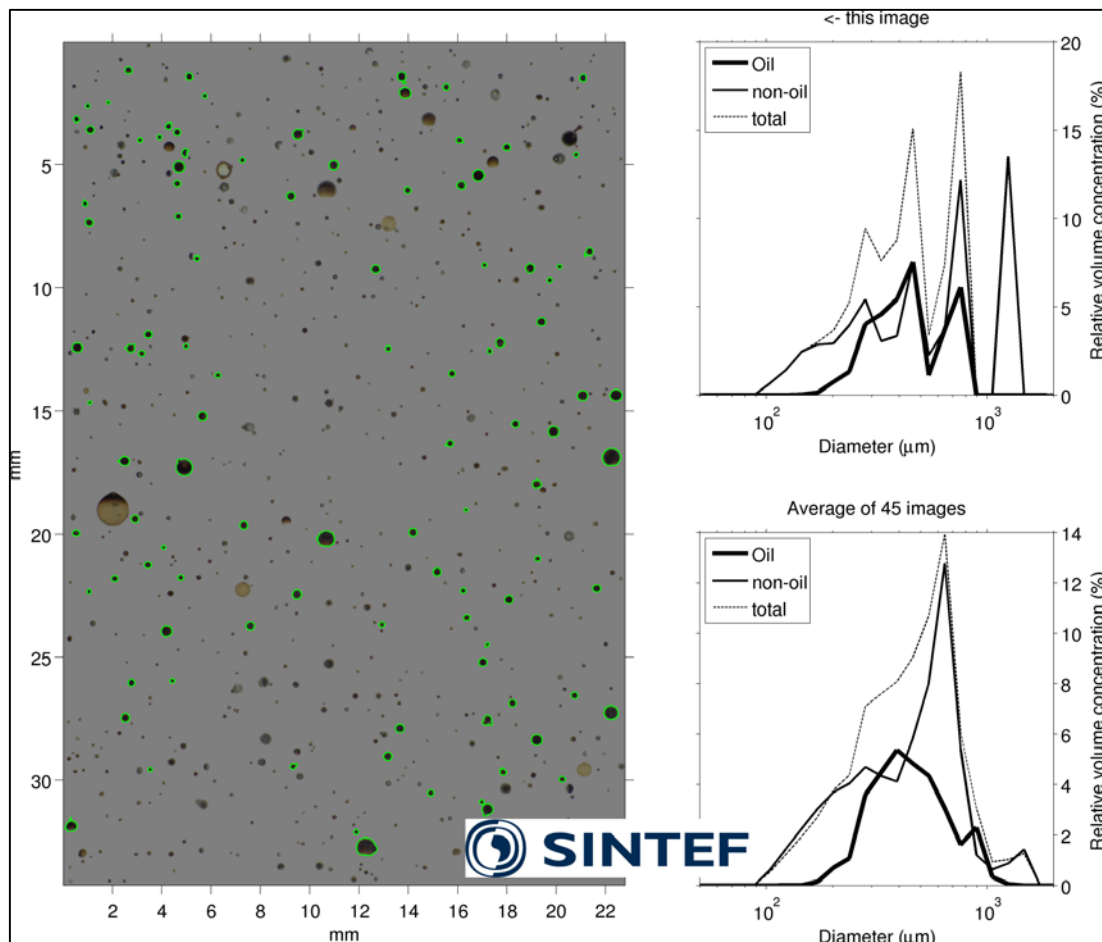 <- this image
5
10
15
20
25
30
mm
2 4 6 8 10 12 14 16 18 20 22
mm
Oil
non-oil
total
20
15
10
5
0
Relative volume concentration (%)
10² 10³
Diameter (μm)
Average of 45 images
Oil
non-oil
total
14
12
10
8
6
4
2
0
Relative volume concentration (%)
10² 10³
Diameter (μm)
SINTEF